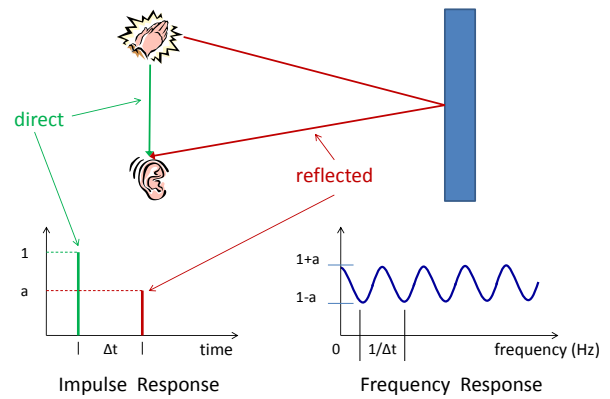 direct
reflected
1
a
Δt
time
Impulse Response
1+a
1-a
0
1/Δt
frequency (Hz)
Frequency Response